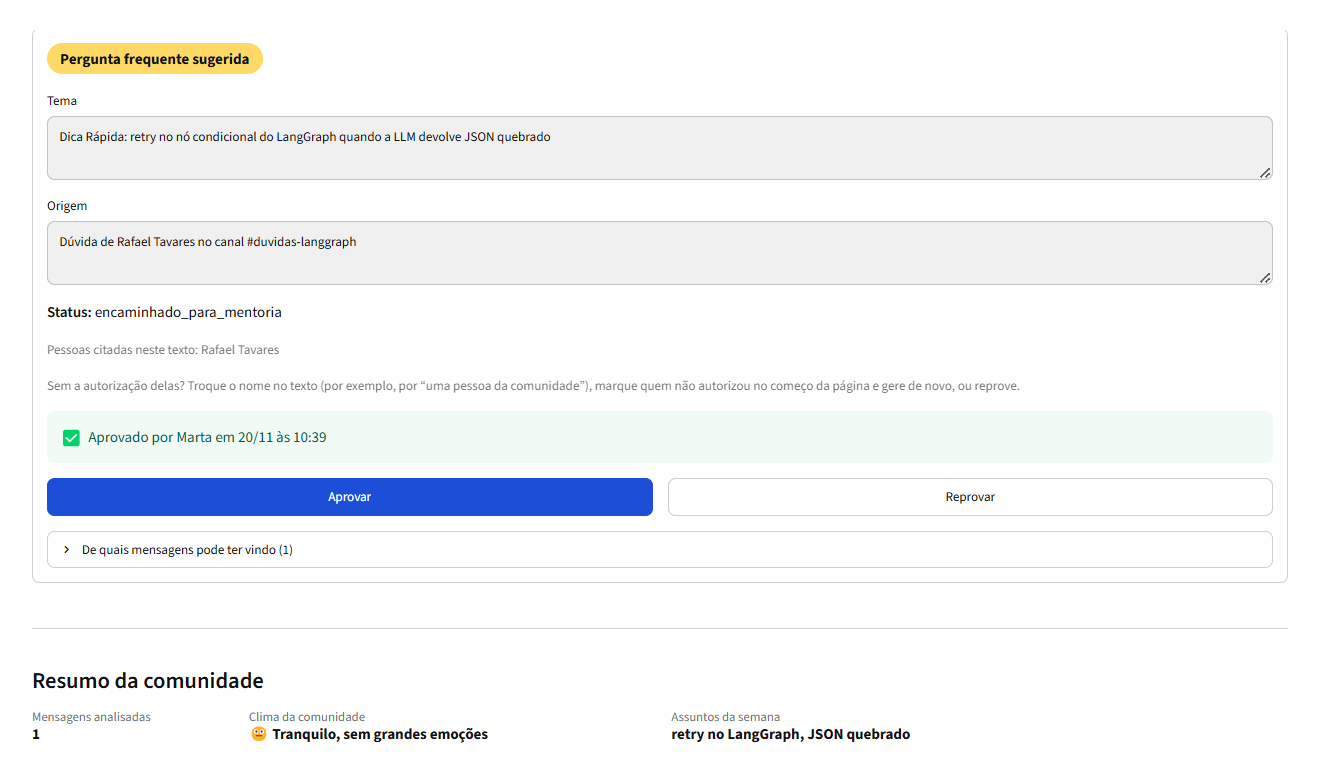 Pergunta frequente sugerida
Tema
Dica Rápida: retry no nó condicional do LangGraph quando a LLM devolve JSON quebrado
Origem
Dúvida de Rafael Tavares no canal #duvidas-langgraph
Status: encaminhado_para_mentoria
Pessoas citadas neste texto: Rafael Tavares
Sem a autorização delas? Troque o nome no texto (por exemplo, por “uma pessoa da comunidade”), marque quem não autorizou no começo da página e gere de novo, ou reprove.
Aprovado por Marta em 20/11 às 10:39
Aprovar
Reprovar
De quais mensagens pode ter vindo (1)
Resumo da comunidade
Mensagens analisadas
1
Clima da comunidade
Tranquilo, sem grandes emoções
Assuntos da semana
retry no LangGraph, JSON quebrado